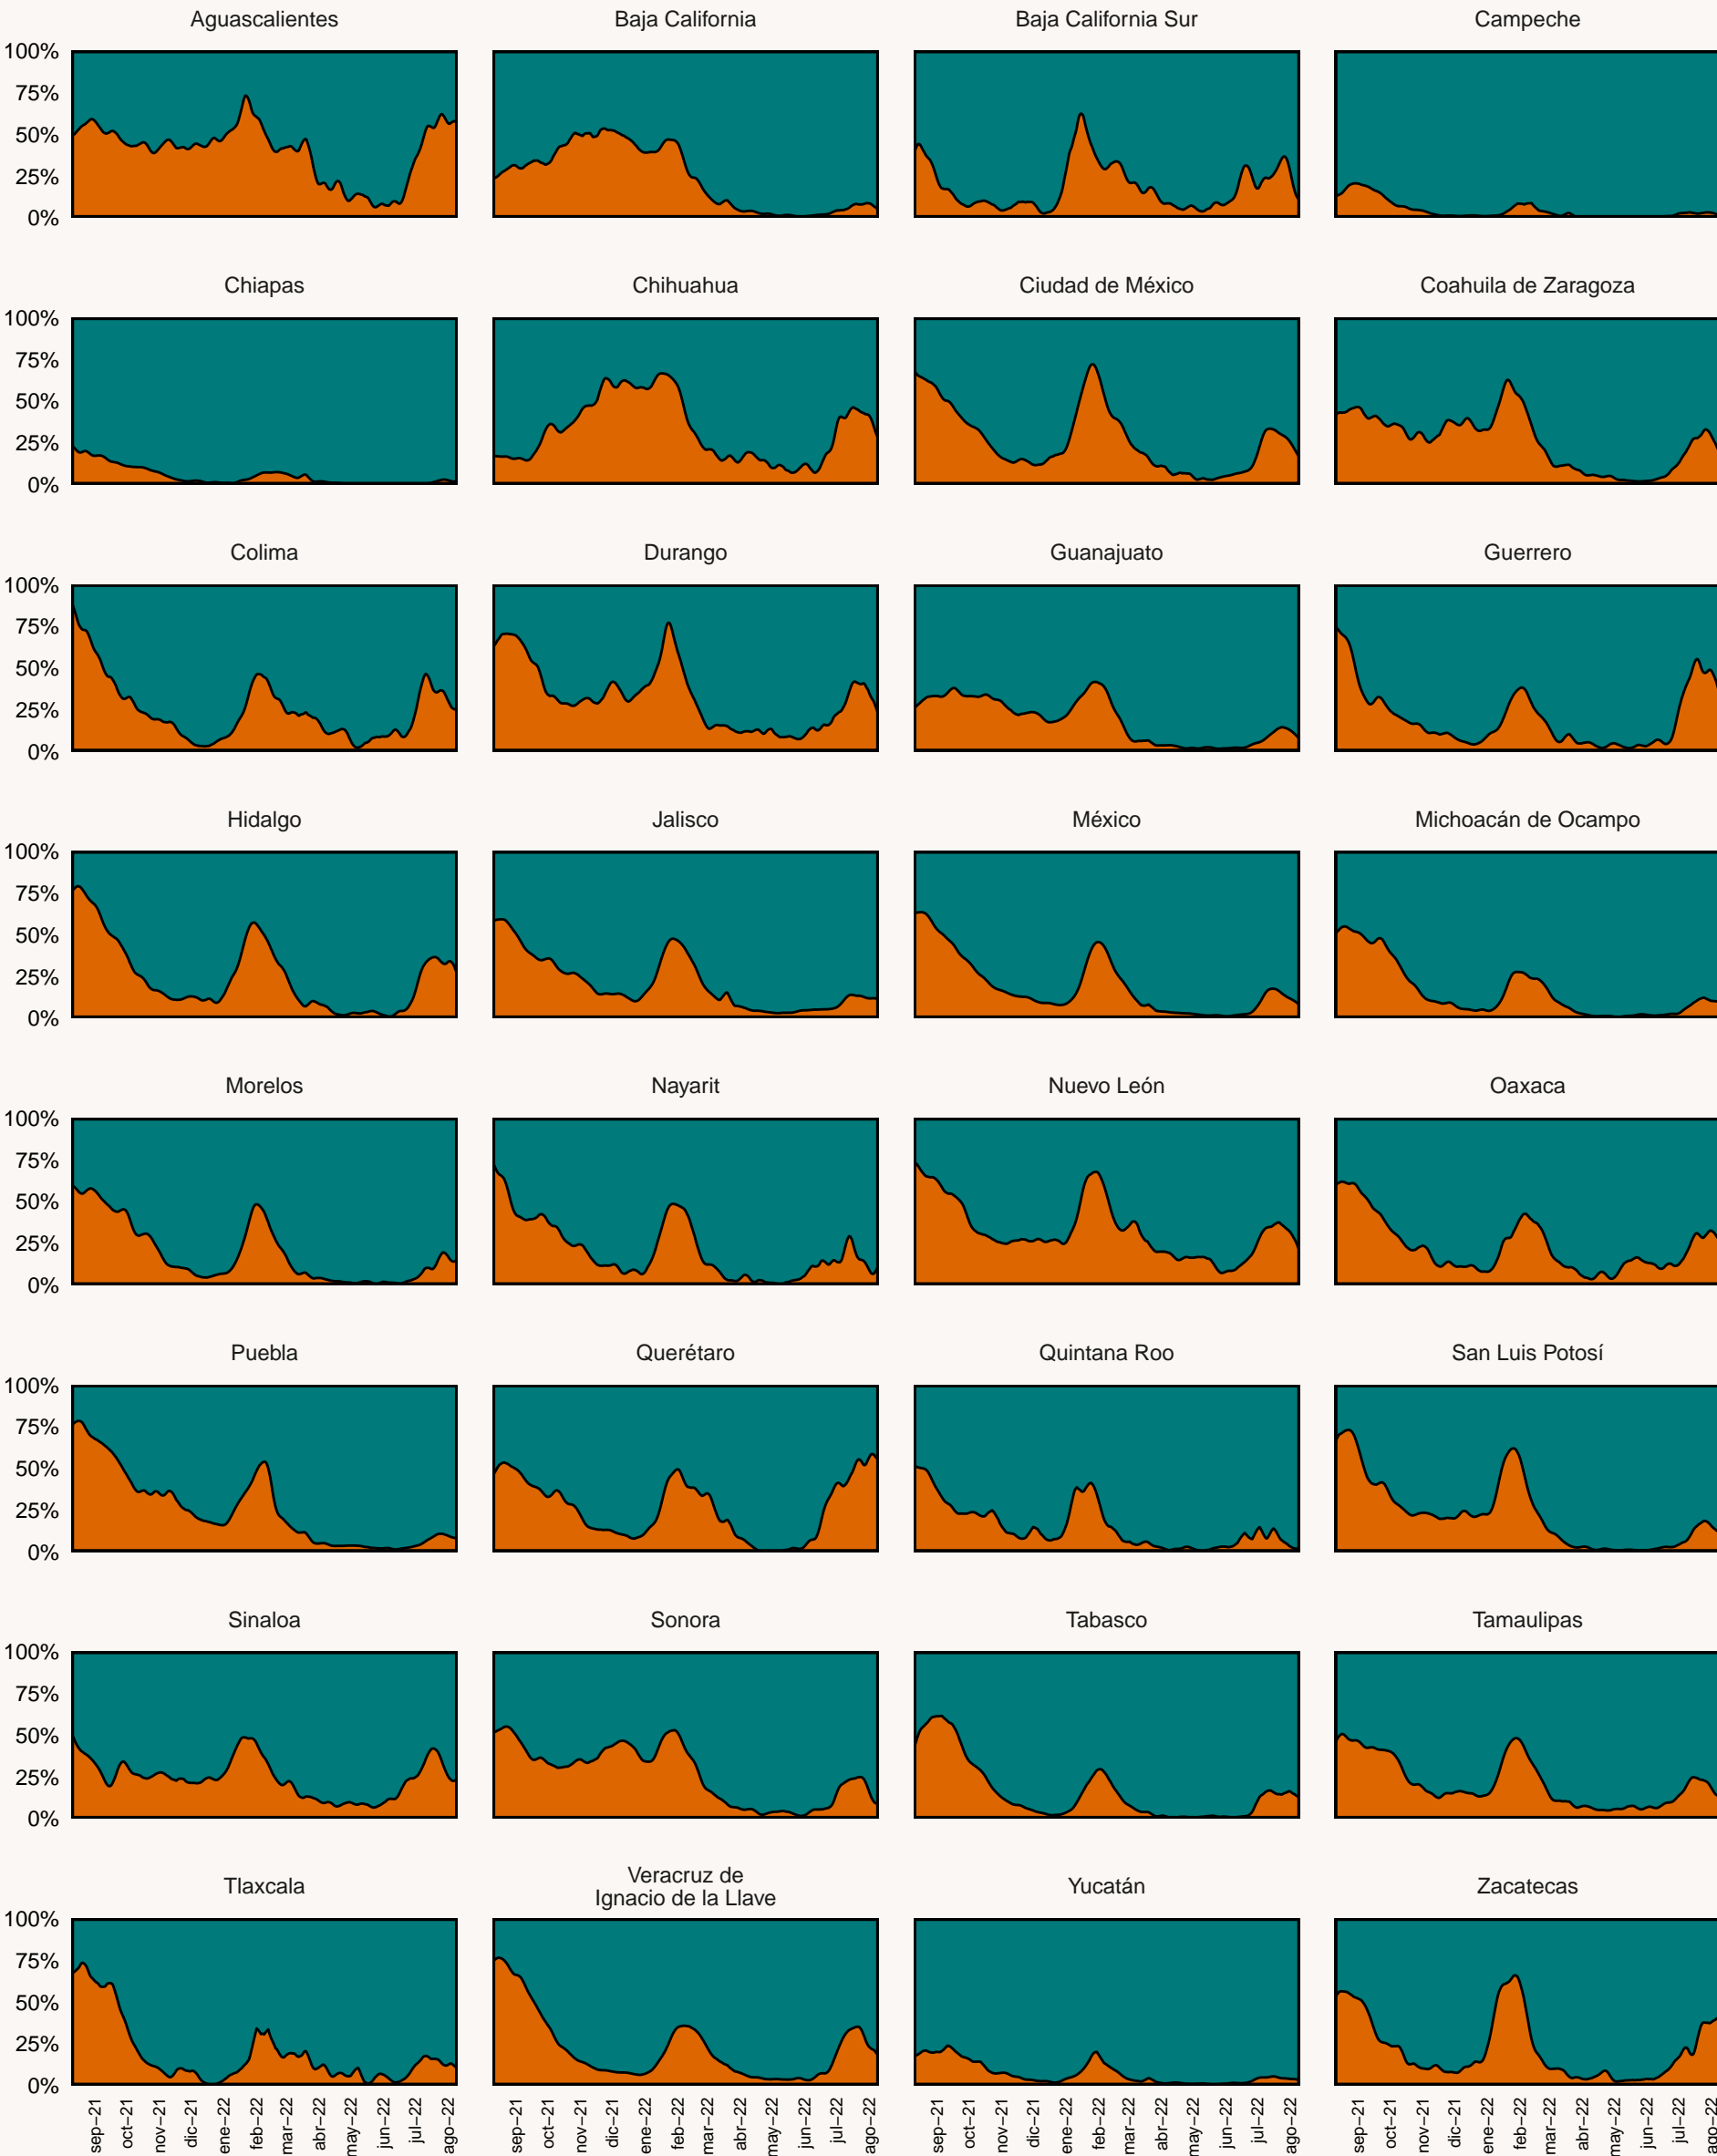 Aguascalientes
Baja California
Baja California Sur
Campeche
100%
75%
50%
25%
0%
Chiapas
Chihuahua
Ciudad de México
Coahuila de Zaragoza
100%
75%
50%
25%
0%
Colima
Durango
Guanajuato
Guerrero
100%
75%
50%
25%
0%
Hidalgo
Jalisco
México
Michoacán de Ocampo
100%
75%
50%
25%
0%
Morelos
Nayarit
Nuevo León
Oaxaca
100%
75%
50%
25%
0%
Puebla
Querétaro
Quintana Roo
San Luis Potosí
100%
75%
50%
25%
0%
Sinaloa
Sonora
Tabasco
Tamaulipas
100%
75%
50%
25%
0%
Tlaxcala
Veracruz de
Ignacio de la Llave
Yucatán
Zacatecas
100%
75%
50%
25%
0%
sep–21
oct–21
nov–21
dic–21
ene–22
feb–22
mar–22
abr–22
may–22
jun–22
jul–22
ago–22
sep–21
oct–21
nov–21
dic–21
ene–22
feb–22
mar–22
abr–22
may–22
jun–22
jul–22
ago–22
sep–21
oct–21
nov–21
dic–21
ene–22
feb–22
mar–22
abr–22
may–22
jun–22
jul–22
ago–22
sep–21
oct–21
nov–21
dic–21
ene–22
feb–22
mar–22
abr–22
may–22
jun–22
jul–22
ago–22